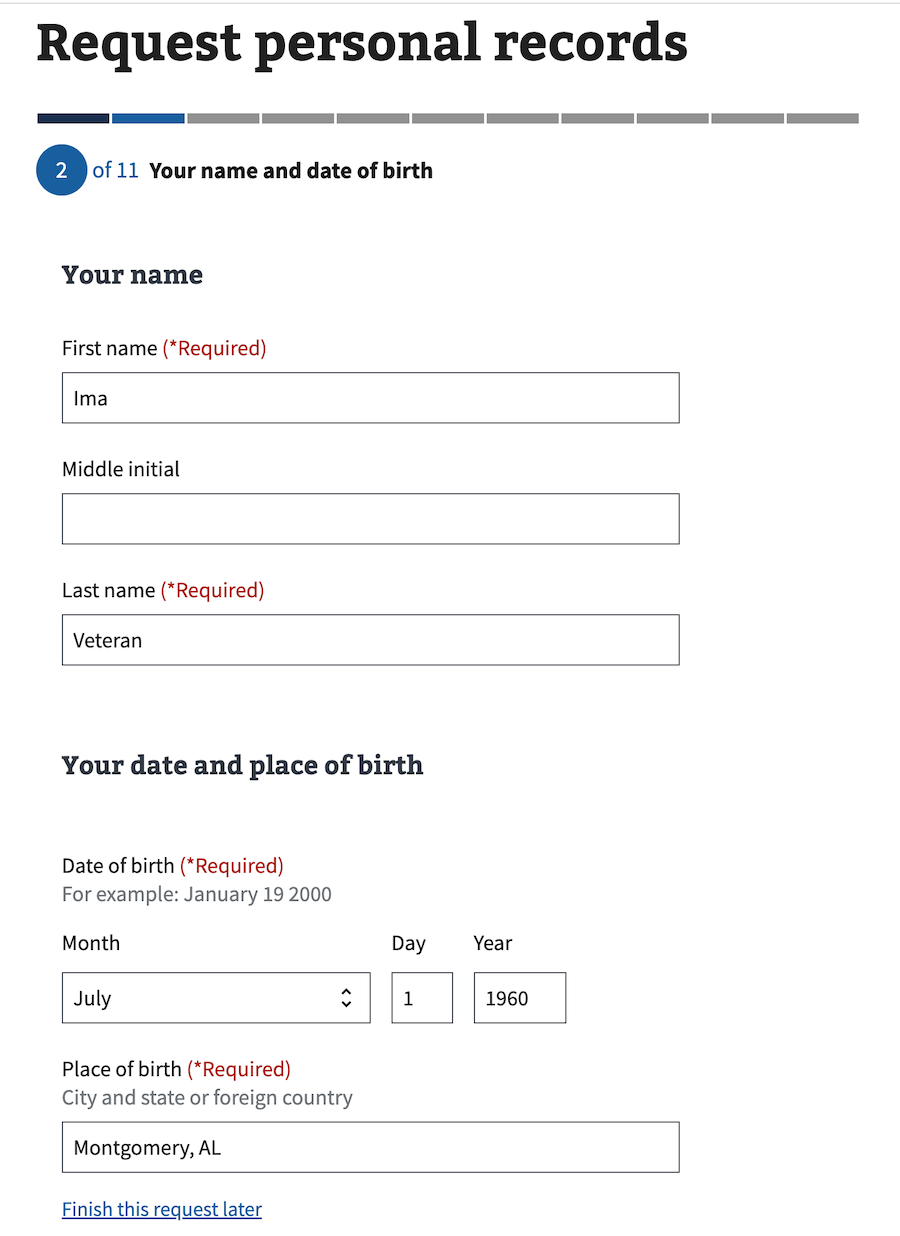 Request personal records
2 of 11 Your name and date of birth
Your name
First name (*Required)
Ima
Middle initial
Last name (*Required)
Veteran
Your date and place of birth
Date of birth (*Required)
For example: January 19 2000
Month Day Year
July 1 1960
Place of birth (*Required)
City and state or foreign country
Montgomery, AL
Finish this request later